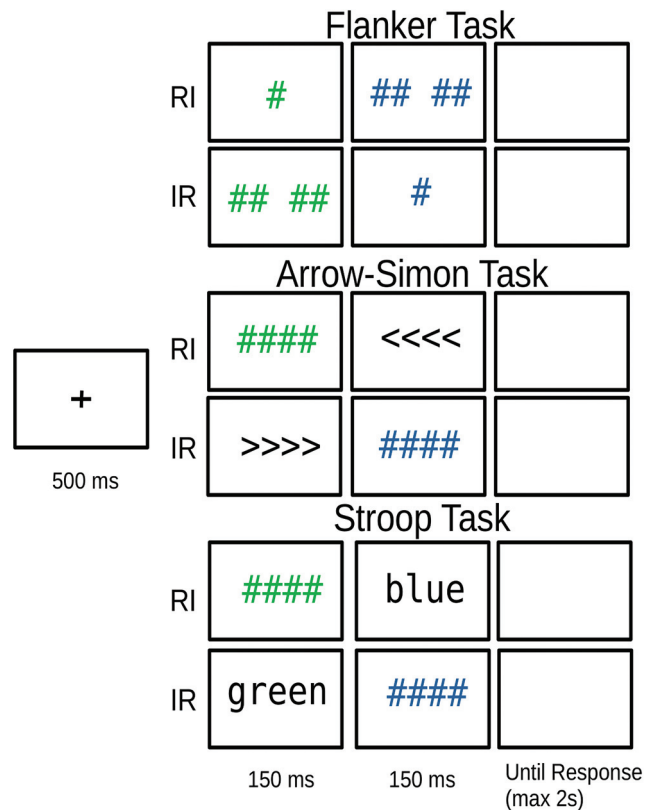 Flanker Task
RI
#
## ##
IR
## ##
#
Arrow-Simon Task
RI
####
<<<<
+
IR
>>>>
####
500 ms
Stroop Task
RI
####
blue
IR
green
####
150 ms
150 ms
Until Response
(max 2s)